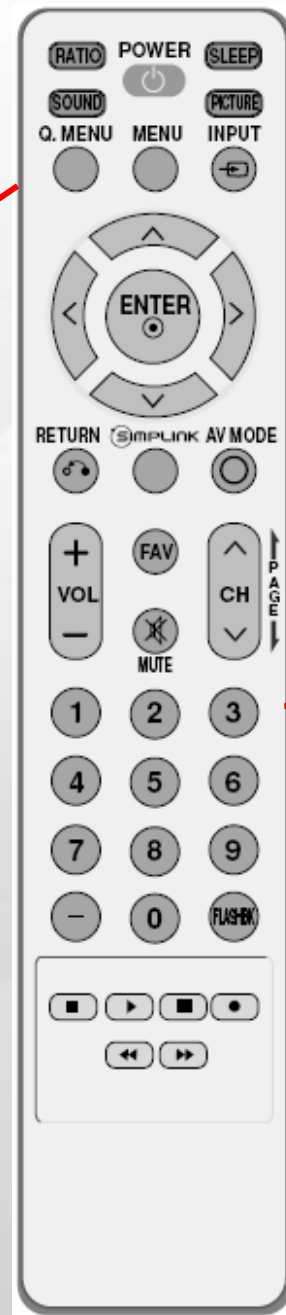 RATIO POWER SLEEP
SOUND PICTURE
Q. MENU MENU INPUT
ENTER
RETURN SIMPLINK AV MODE
+ FAV
VOL CH PAGE
− MUTE
1 2 3
4 5 6
7 8 9
− 0 FLASHBK